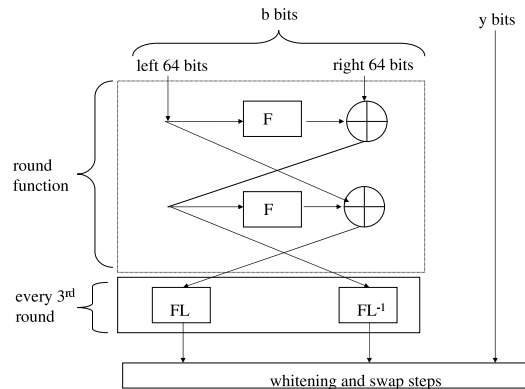 b bits
y bits
left 64 bits
right 64 bits
F
round
function
F
every 3rd
round
FL
FL-1
whitening and swap steps